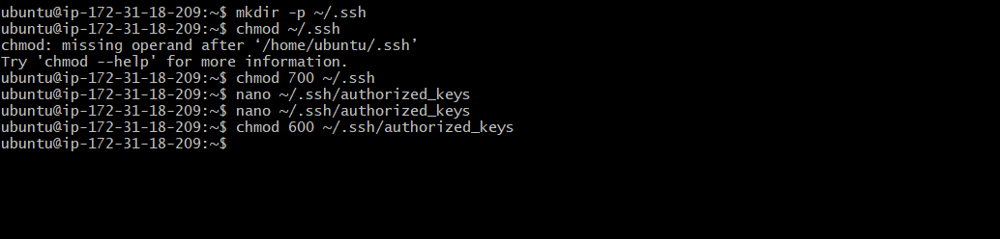 ubuntu@ip-172-31-18-209:~$ mkdir -p ~/.ssh
ubuntu@ip-172-31-18-209:~$ chmod ~/.ssh
chmod: missing operand after ‘/home/ubuntu/.ssh’
Try 'chmod --help' for more information.
ubuntu@ip-172-31-18-209:~$ chmod 700 ~/.ssh
ubuntu@ip-172-31-18-209:~$ nano ~/.ssh/authorized_keys
ubuntu@ip-172-31-18-209:~$ nano ~/.ssh/authorized_keys
ubuntu@ip-172-31-18-209:~$ chmod 600 ~/.ssh/authorized_keys
ubuntu@ip-172-31-18-209:~$